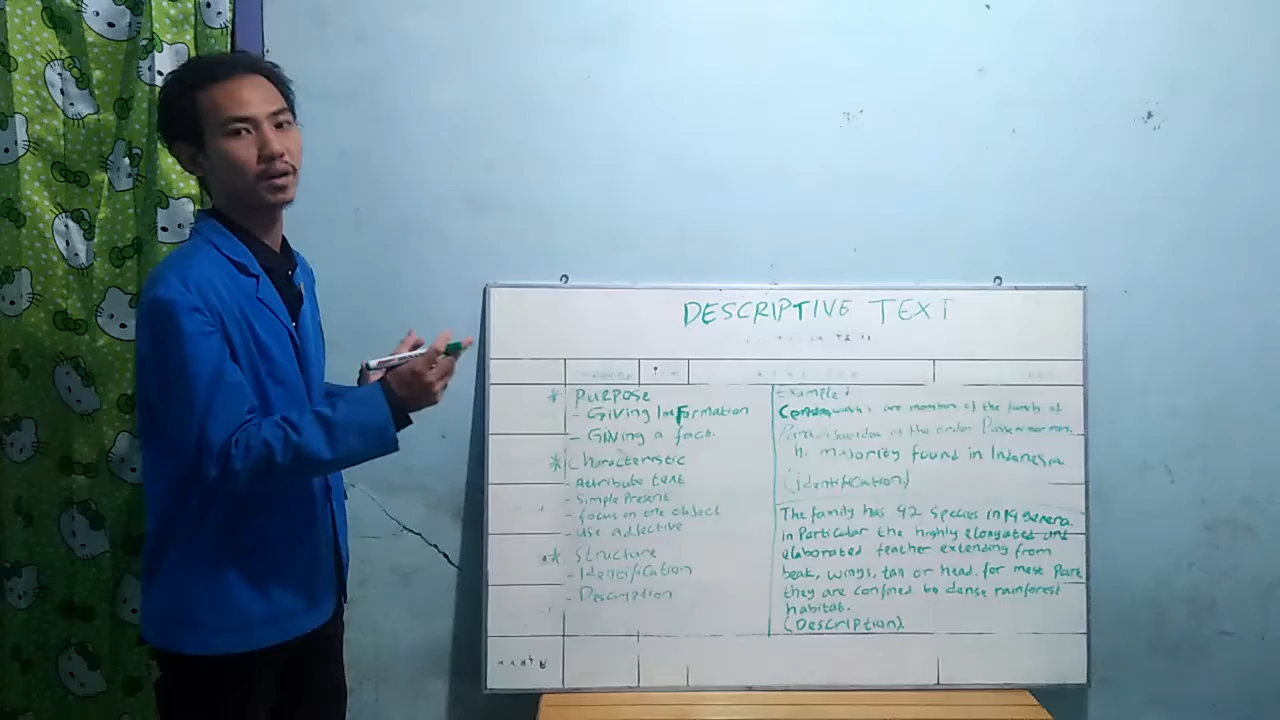 DESCRIPTIVE TEXT
* PURPOSE
- Giving Information
- Giving a fact.
* Characteristic
- Attribute text
- Simple Present
- focus on one object
- Use adjective
* Structure
- Identification
- Description
Example:
are members of the family of
of the order Passeriformes.
majority found in Indonesia
(identification)
The family has 42 Species in 14 genera.
in Particular the highly elongated and
elaborated feather extending from
beak, wings, tail or head. for most Part
they are confined to dense rainforest
habitat.
(Description)